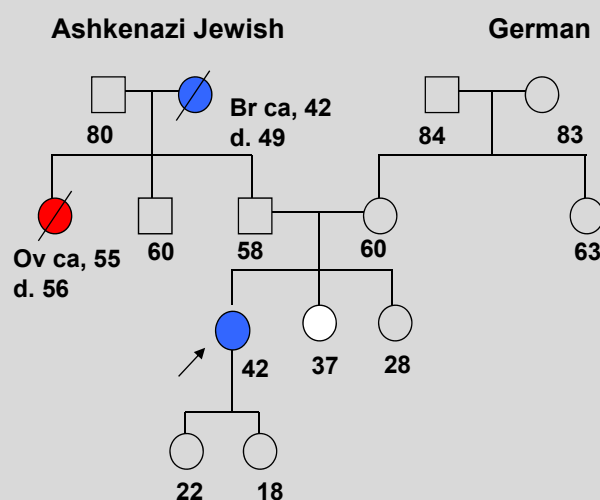 Ashkenazi Jewish
German
Br ca, 42
d. 49
80
84
83
Ov ca, 55
d. 56
60
58
60
63
42
37
28
22
18